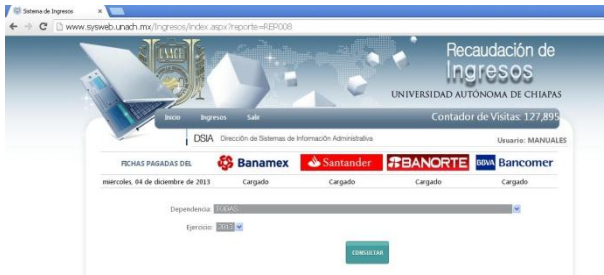 Sistema de Ingresos
www.sysweb.unach.mx/Ingresos/index.aspx?reporte=REP008
UNACH
Recaudación de
Ingresos
UNIVERSIDAD AUTÓNOMA DE CHIAPAS
Inicio Ingresos Salir
Contador de Visitas: 127,895
DSIA Dirección de Sistemas de Información Administrativa
Usuario: MANUALES
FICHAS PAGADAS DEL Banamex Santander BANORTE BBVA Bancomer
miercoles, 04 de diciembre de 2013 Cargado Cargado Cargado Cargado
Dependencia: TODAS
Ejercicio: 2013
CONSULTAR